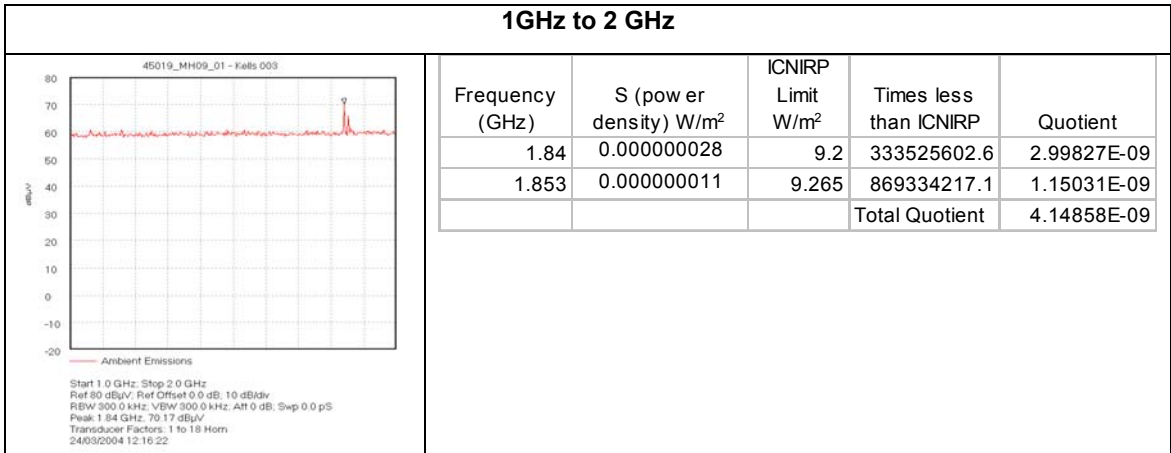 1GHz to 2 GHz
45019_MH09_01 - Kells 003
80
70
60
50
40
30
20
10
0
-10
-20
dBµV
Ambient Emissions
Start 1.0 GHz; Stop 2.0 GHz
Ref 80 dBµV; Ref Offset 0.0 dB; 10 dB/div
RBW 300.0 kHz; VBW 300.0 kHz; Att 0 dB; Swp 0.0 pS
Peak 1.84 GHz, 70.17 dBµV
Transducer Factors: 1 to 18 Horn
24/03/2004 12:16:22
Frequency (GHz) S (pow er density) W/m² ICNIRP Limit W/m² Times less than ICNIRP Quotient
1.84 0.000000028 9.2 333525602.6 2.99827E-09
1.853 0.000000011 9.265 869334217.1 1.15031E-09
Total Quotient 4.14858E-09